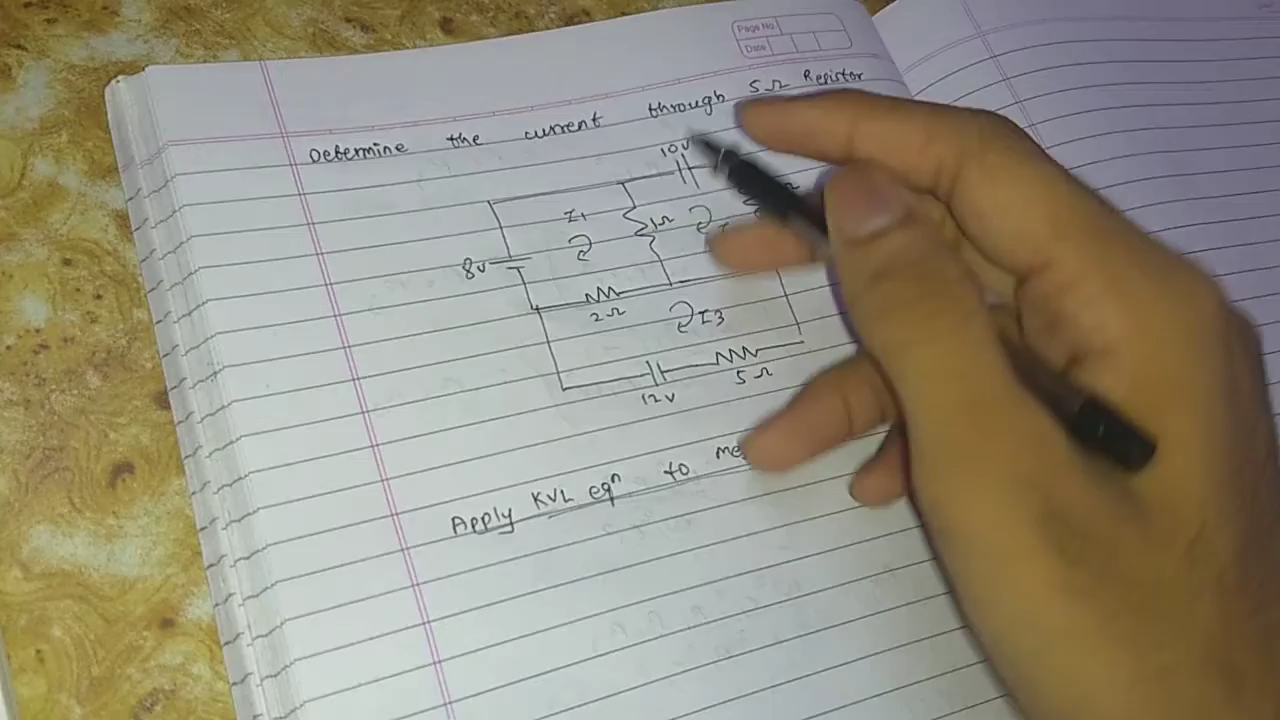 Page No
Date
Determine the current through 5Ω Resistor
10V
I1
1Ω
8v
2Ω
I3
5Ω
12v
Apply KVL eqn to